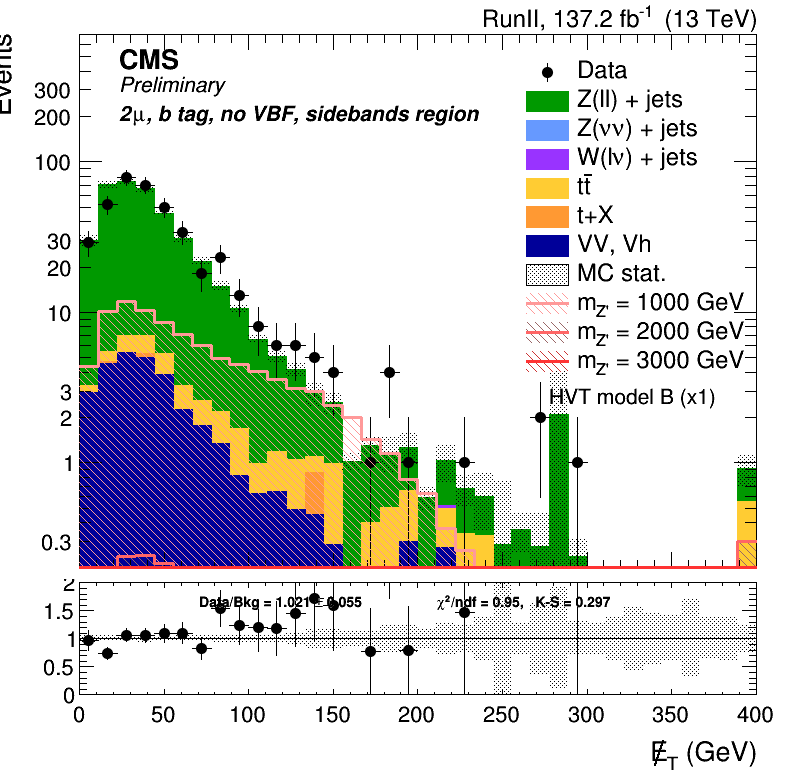 RunII, 137.2 fb⁻¹ (13 TeV)
Events
CMS
Preliminary
2μ, b tag, no VBF, sidebands region
Data
Z(ll) + jets
Z(νν) + jets
W(lν) + jets
tt̄
t+X
VV, Vh
MC stat.
m_Z' = 1000 GeV
m_Z' = 2000 GeV
m_Z' = 3000 GeV
HVT model B (x1)
300
200
100
30
20
10
3
2
1
0.3
Data/Bkg = 1.021 ± 0.055
χ²/ndf = 0.95, K-S = 0.297
2
1.5
1
0.5
0
0 50 100 150 200 250 300 350 400
E̸_T (GeV)